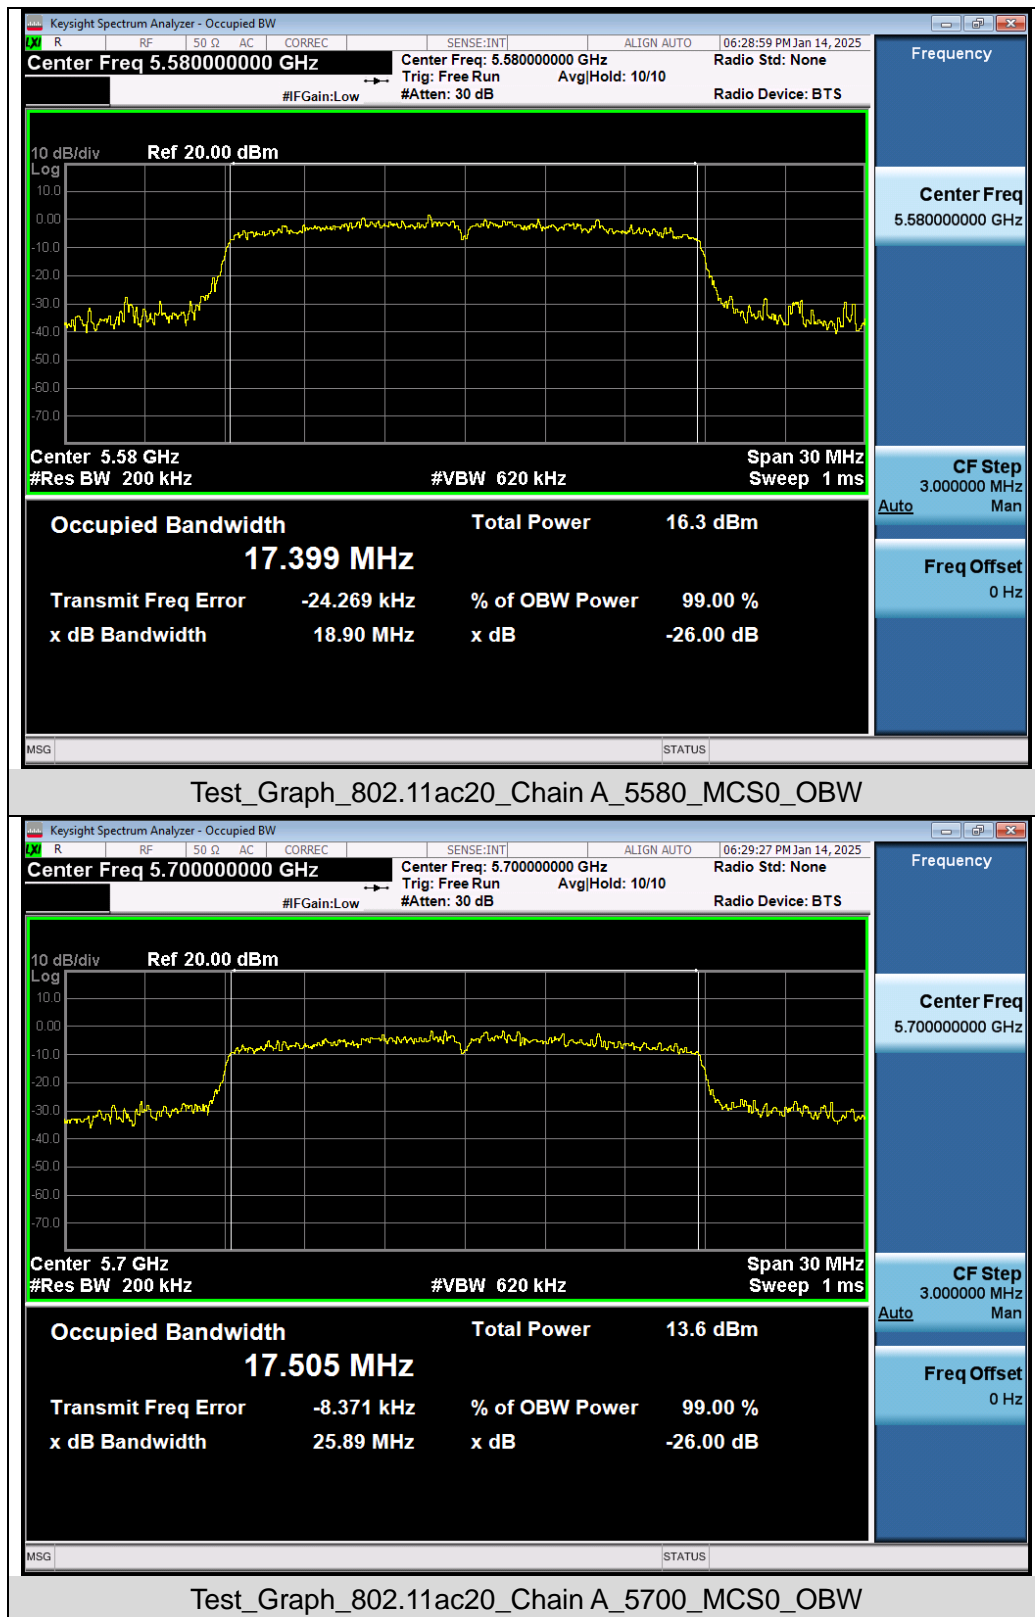 Keysight Spectrum Analyzer - Occupied BW
LXI R RF 50 Ω AC CORREC SENSE:INT ALIGN AUTO 06:28:59 PM Jan 14, 2025
Center Freq 5.580000000 GHz Center Freq: 5.580000000 GHz Radio Std: None Frequency
Trig: Free Run Avg|Hold: 10/10
#IFGain:Low #Atten: 30 dB Radio Device: BTS
10 dB/div Ref 20.00 dBm
Log
10.0
0.00
-10.0
-20.0
-30.0
-40.0
-50.0
-60.0
-70.0
Center Freq
5.580000000 GHz
Center 5.58 GHz Span 30 MHz
#Res BW 200 kHz #VBW 620 kHz Sweep 1 ms
CF Step
3.000000 MHz
Auto Man
Occupied Bandwidth Total Power 16.3 dBm
17.399 MHz
Freq Offset
0 Hz
Transmit Freq Error -24.269 kHz % of OBW Power 99.00 %
x dB Bandwidth 18.90 MHz x dB -26.00 dB
MSG STATUS
Test_Graph_802.11ac20_Chain A_5580_MCS0_OBW
Keysight Spectrum Analyzer - Occupied BW
LXI R RF 50 Ω AC CORREC SENSE:INT ALIGN AUTO 06:29:27 PM Jan 14, 2025
Center Freq 5.700000000 GHz Center Freq: 5.700000000 GHz Radio Std: None Frequency
Trig: Free Run Avg|Hold: 10/10
#IFGain:Low #Atten: 30 dB Radio Device: BTS
10 dB/div Ref 20.00 dBm
Log
10.0
0.00
-10.0
-20.0
-30.0
-40.0
-50.0
-60.0
-70.0
Center Freq
5.700000000 GHz
Center 5.7 GHz Span 30 MHz
#Res BW 200 kHz #VBW 620 kHz Sweep 1 ms
CF Step
3.000000 MHz
Auto Man
Occupied Bandwidth Total Power 13.6 dBm
17.505 MHz
Freq Offset
0 Hz
Transmit Freq Error -8.371 kHz % of OBW Power 99.00 %
x dB Bandwidth 25.89 MHz x dB -26.00 dB
MSG STATUS
Test_Graph_802.11ac20_Chain A_5700_MCS0_OBW